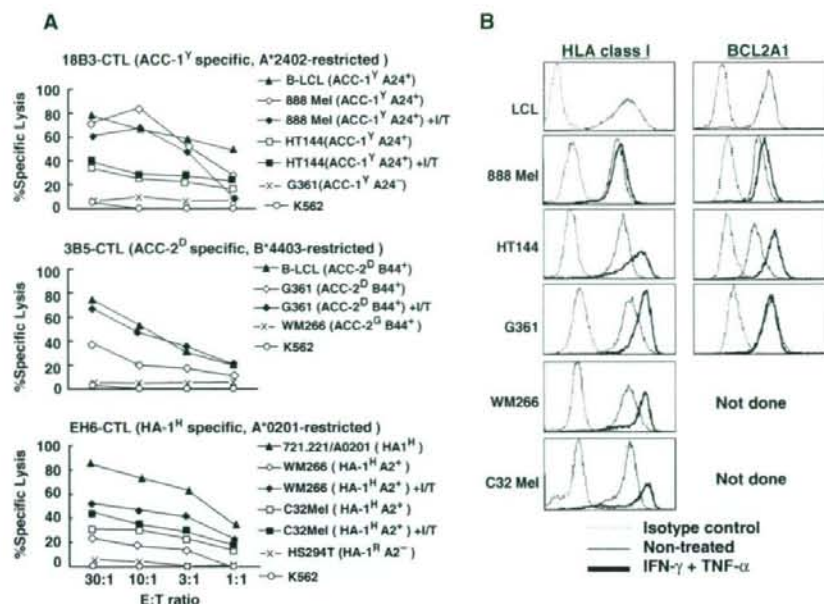 A
18B3-CTL (ACC-1Y specific, A*2402-restricted )
%Specific Lysis
100
80
60
40
20
0
B-LCL (ACC-1Y A24+)
888 Mel (ACC-1Y A24+)
888 Mel (ACC-1Y A24+) +I/T
HT144(ACC-1Y A24+)
HT144(ACC-1Y A24+) +I/T
G361(ACC-1Y A24−)
K562
3B5-CTL (ACC-2D specific, B*4403-restricted )
%Specific Lysis
100
80
60
40
20
0
B-LCL (ACC-2D B44+)
G361 (ACC-2D B44+)
G361 (ACC-2D B44+) +I/T
WM266 (ACC-2G B44+)
K562
EH6-CTL (HA-1H specific, A*0201-restricted )
%Specific Lysis
100
80
60
40
20
0
721.221/A0201 ( HA1H)
WM266 (HA-1H A2+)
WM266 (HA-1H A2+) +I/T
C32Mel ( HA-1H A2+)
C32Mel ( HA-1H A2+) +I/T
HS294T (HA-1R A2−)
K562
30:1 10:1 3:1 1:1
E:T ratio
B
HLA class I BCL2A1
LCL
888 Mel
HT144
G361
WM266 Not done
C32 Mel Not done
Isotype control
Non-treated
IFN-γ + TNF-α